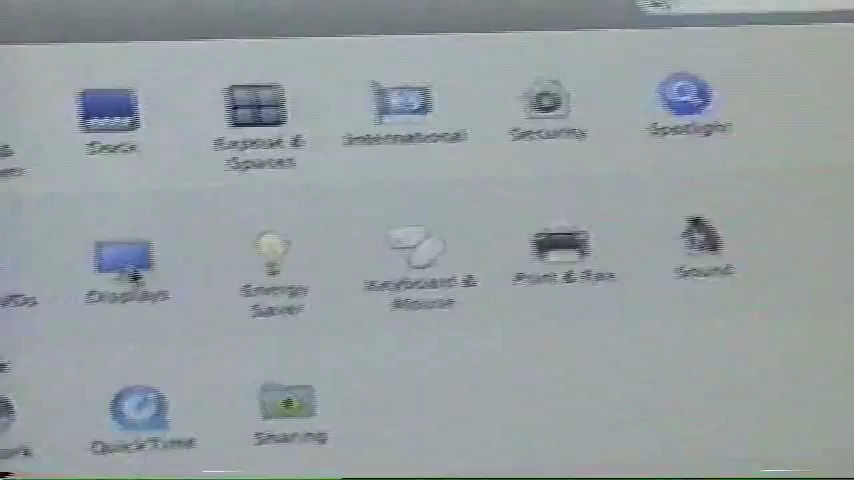 Dock
Exposé &
Spaces
International
Security
Spotlight
Displays
Energy
Saver
Keyboard &
Mouse
Print & Fax
Sound
QuickTime
Sharing